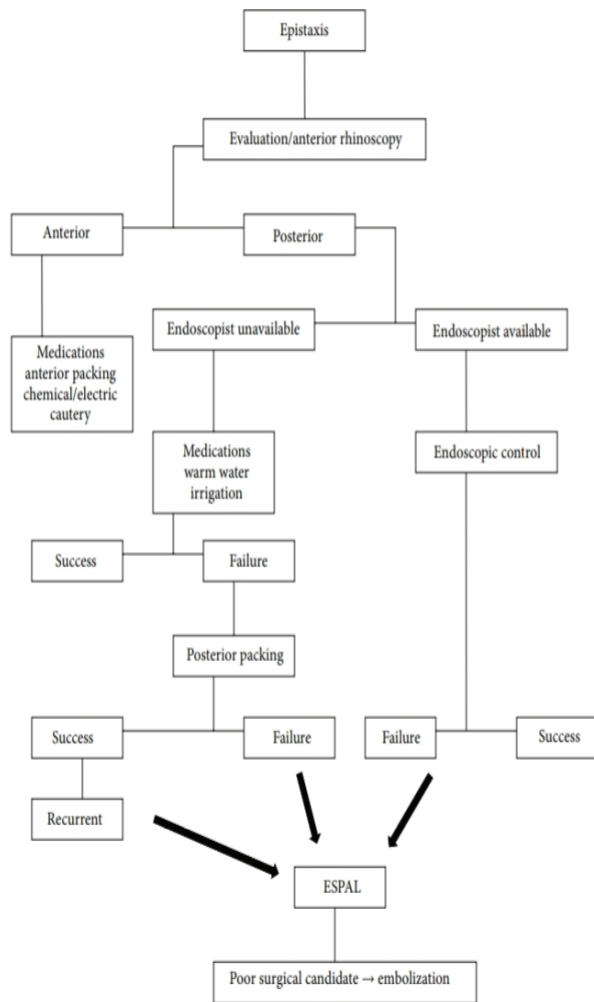 Epistaxis
Evaluation/anterior rhinoscopy
Anterior
Posterior
Endoscopist unavailable
Endoscopist available
Medications
anterior packing
chemical/electric
cautery
Medications
warm water
irrigation
Endoscopic control
Success
Failure
Posterior packing
Success
Failure
Failure
Success
Recurrent
ESPAL
Poor surgical candidate → embolization